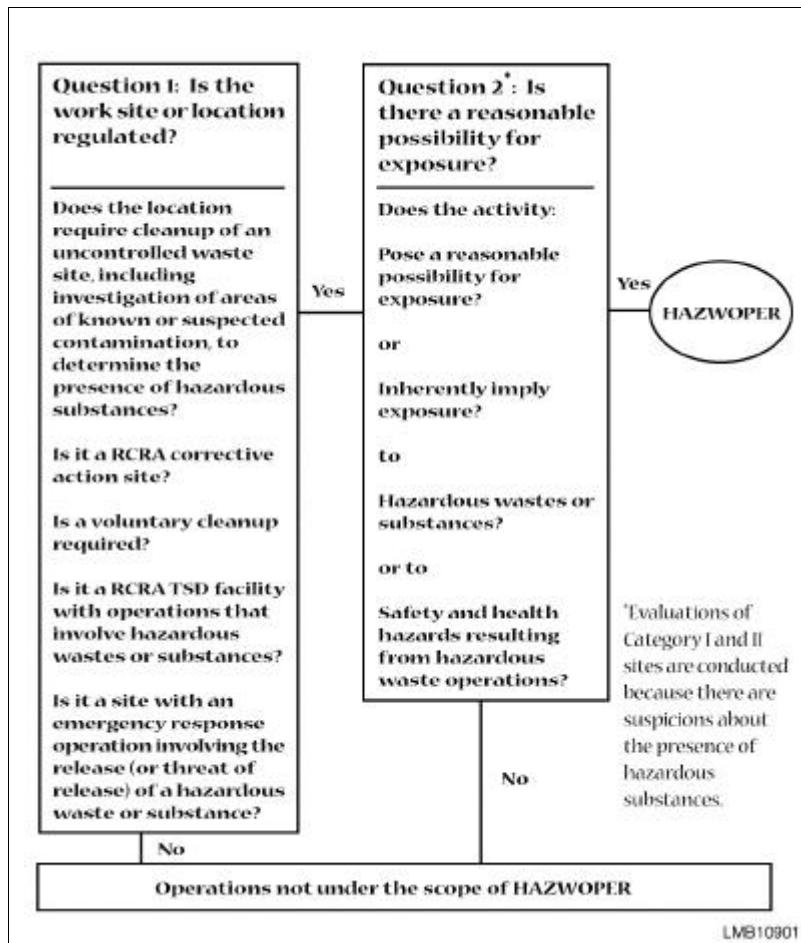 Question 1: Is the
work site or location
regulated?
Does the location
require cleanup of an
uncontrolled waste
site, including
investigation of areas
of known or suspected
contamination, to
determine the
presence of hazardous
substances?
Is it a RCRA corrective
action site?
Is a voluntary cleanup
required?
Is it a RCRA TSD facility
with operations that
involve hazardous
wastes or substances?
Is it a site with an
emergency response
operation involving the
release (or threat of
release) of a hazardous
waste or substance?
Yes
No
Question 2*: Is
there a reasonable
possibility for
exposure?
Does the activity:
Pose a reasonable
possibility for
exposure?
or
Inherently imply
exposure?
to
Hazardous wastes or
substances?
or to
Safety and health
hazards resulting
from hazardous
waste operations?
Yes
No
HAZWOPER
*Evaluations of
Category I and II
sites are conducted
because there are
suspicions about
the presence of
hazardous
substances.
Operations not under the scope of HAZWOPER
LMB10901